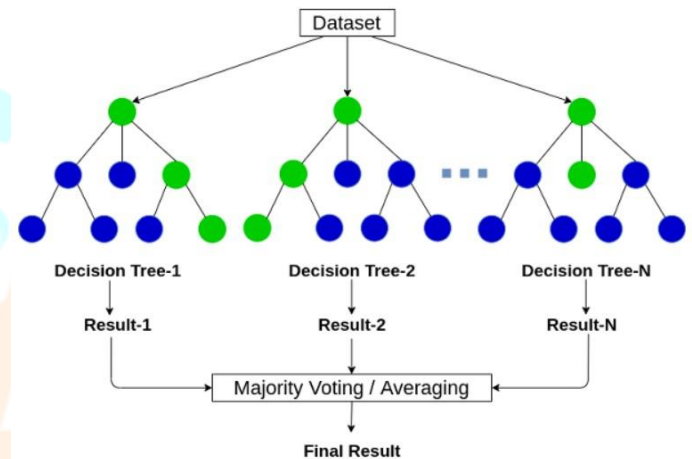 Dataset
Decision Tree-1
Decision Tree-2
Decision Tree-N
Result-1
Result-2
Result-N
Majority Voting / Averaging
Final Result